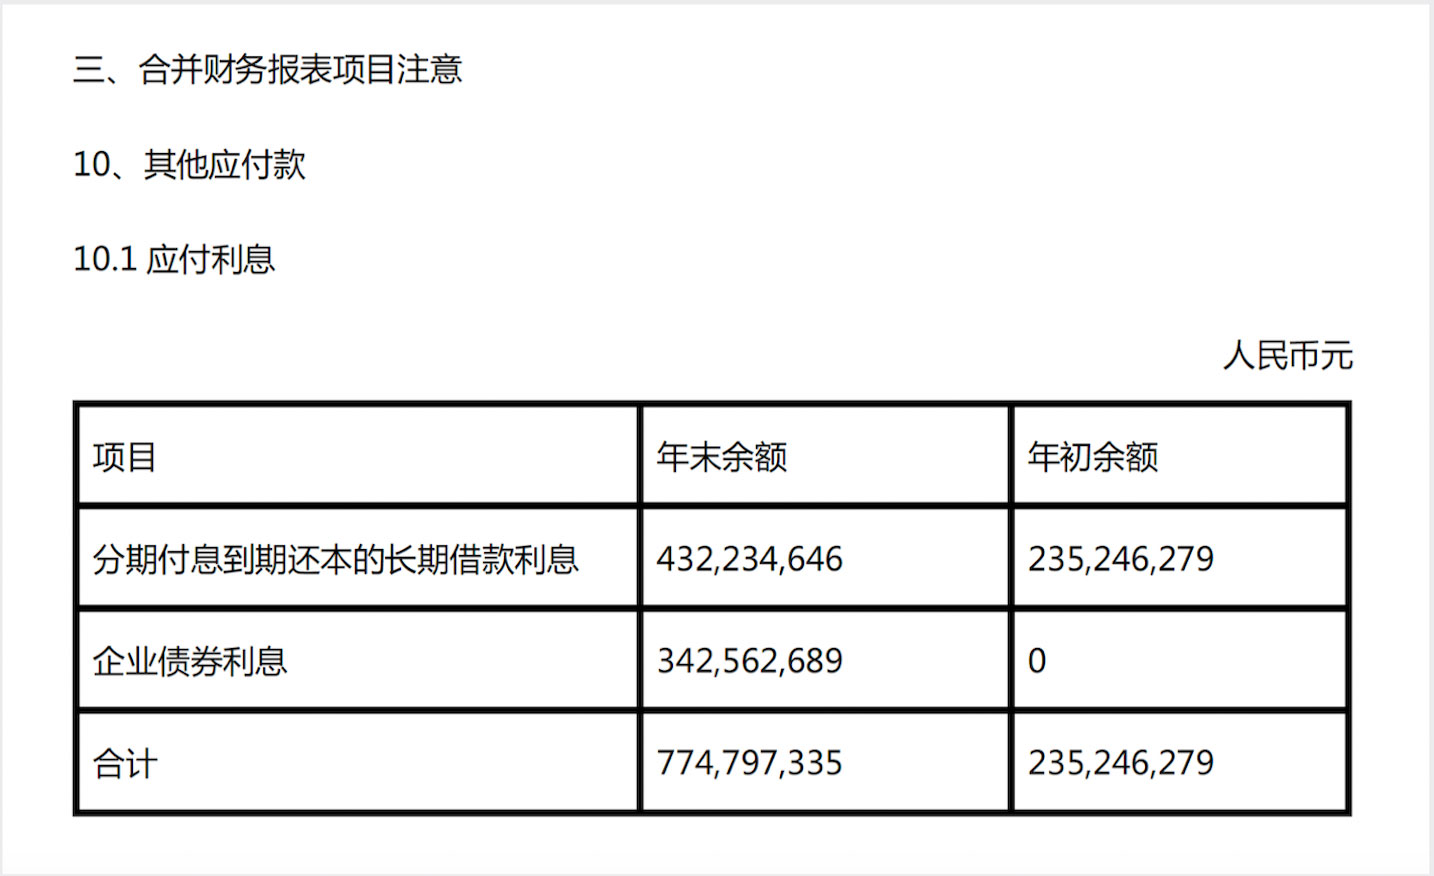 三、合并财务报表项目注意
10、其他应付款
10.1 应付利息
人民币元
项目 年末余额 年初余额
分期付息到期还本的长期借款利息 432,234,646 235,246,279
企业债券利息 342,562,689 0
合计 774,797,335 235,246,279